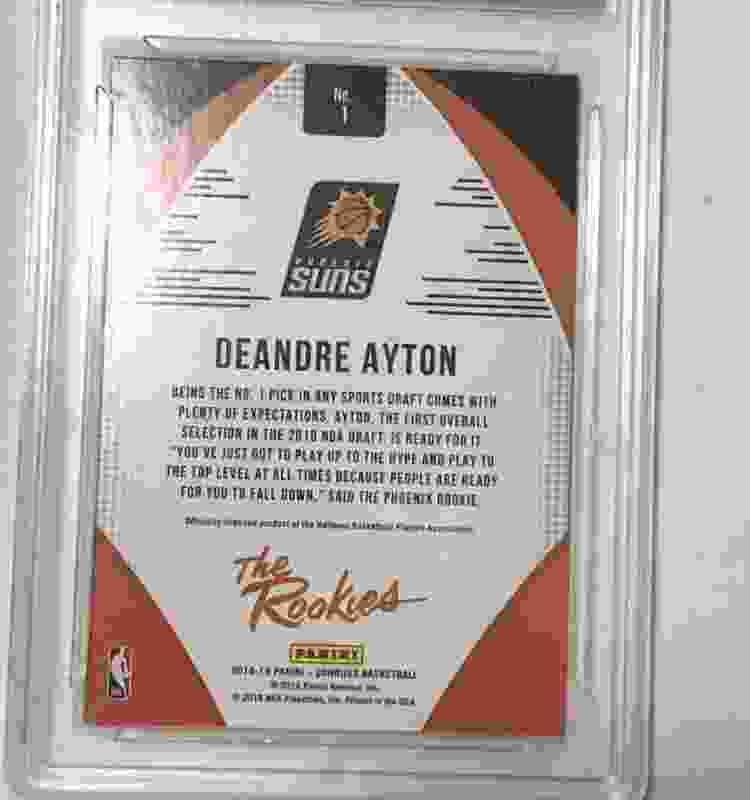 No.
1
PHOENIX
SUNS
DEANDRE AYTON
BEING THE NO. 1 PICK IN ANY SPORTS DRAFT COMES WITH
PLENTY OF EXPECTATIONS. AYTON, THE FIRST OVERALL
SELECTION IN THE 2018 NBA DRAFT, IS READY FOR IT.
"YOU'VE JUST GOT TO PLAY UP TO THE HYPE AND PLAY TO
THE TOP LEVEL AT ALL TIMES BECAUSE PEOPLE ARE READY
FOR YOU TO FALL DOWN," SAID THE PHOENIX ROOKIE.
Officially licensed product of the National Basketball Players Association
The
Rookies
PANINI
2018-19 PANINI - DONRUSS BASKETBALL
© 2018 Panini America, Inc.
© 2018 NBA Properties, Inc. Printed in the USA